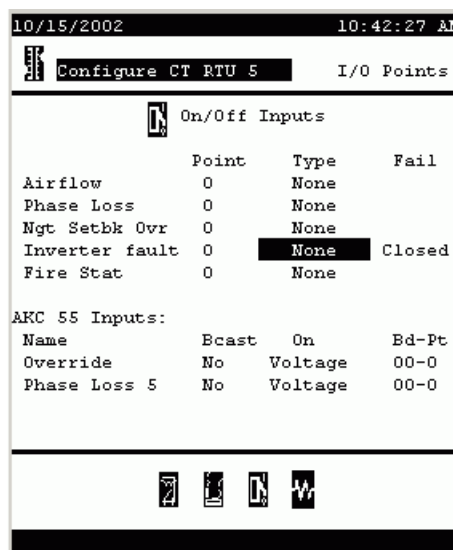 10/15/2002 10:42:27 AM
Configure CT RTU 5 I/O Points
On/Off Inputs
Point Type Fail
Airflow 0 None
Phase Loss 0 None
Ngt Setbk Ovr 0 None
Inverter fault 0 None Closed
Fire Stat 0 None
AKC 55 Inputs:
Name Bcast On Bd-Pt
Override No Voltage 00-0
Phase Loss 5 No Voltage 00-0